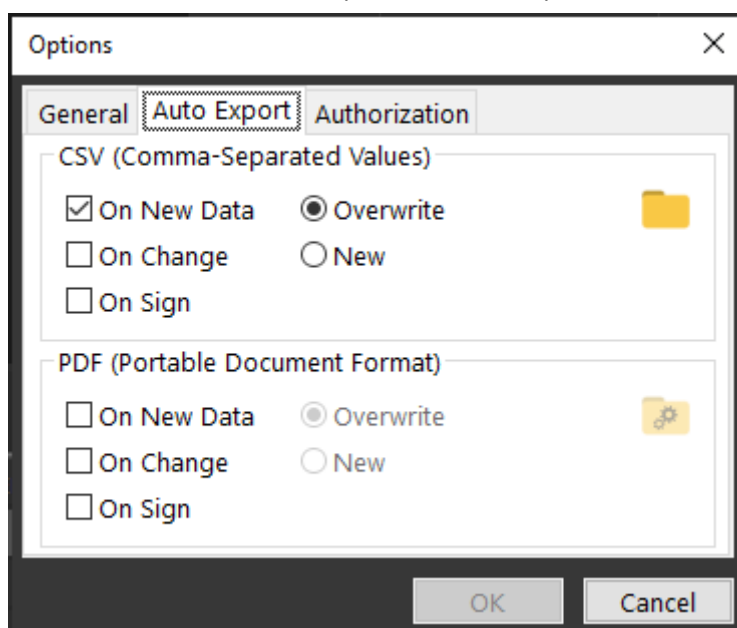 Options
General Auto Export Authorization
CSV (Comma-Separated Values)
On New Data Overwrite
On Change New
On Sign
PDF (Portable Document Format)
On New Data Overwrite
On Change New
On Sign
OK Cancel